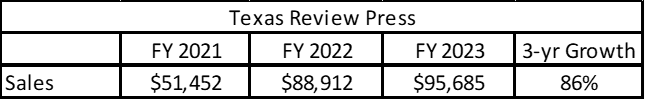 Texas Review Press
FY 2021 FY 2022 FY 2023 3-yr Growth
Sales $51,452 $88,912 $95,685 86%